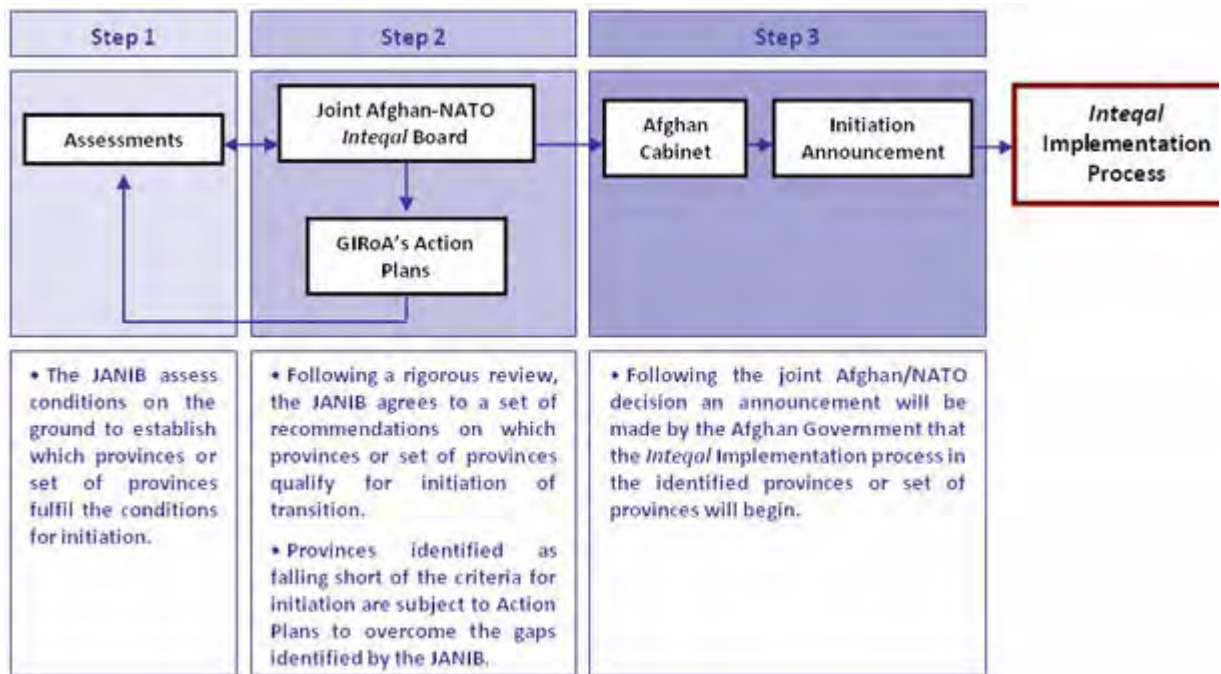 Step 1
Step 2
Step 3
Assessments
Joint Afghan-NATO
Inteqal Board
GIRoA's Action
Plans
Afghan
Cabinet
Initiation
Announcement
Inteqal
Implementation
Process
• The JANIB assess
conditions on the
ground to establish
which provinces or
set of provinces
fulfil the conditions
for initiation.
• Following a rigorous review,
the JANIB agrees to a set of
recommendations on which
provinces or set of provinces
qualify for initiation of
transition.
• Provinces identified as
falling short of the criteria for
initiation are subject to Action
Plans to overcome the gaps
identified by the JANIB.
• Following the joint Afghan/NATO
decision an announcement will be
made by the Afghan Government that
the Inteqal Implementation process in
the identified provinces or set of
provinces will begin.